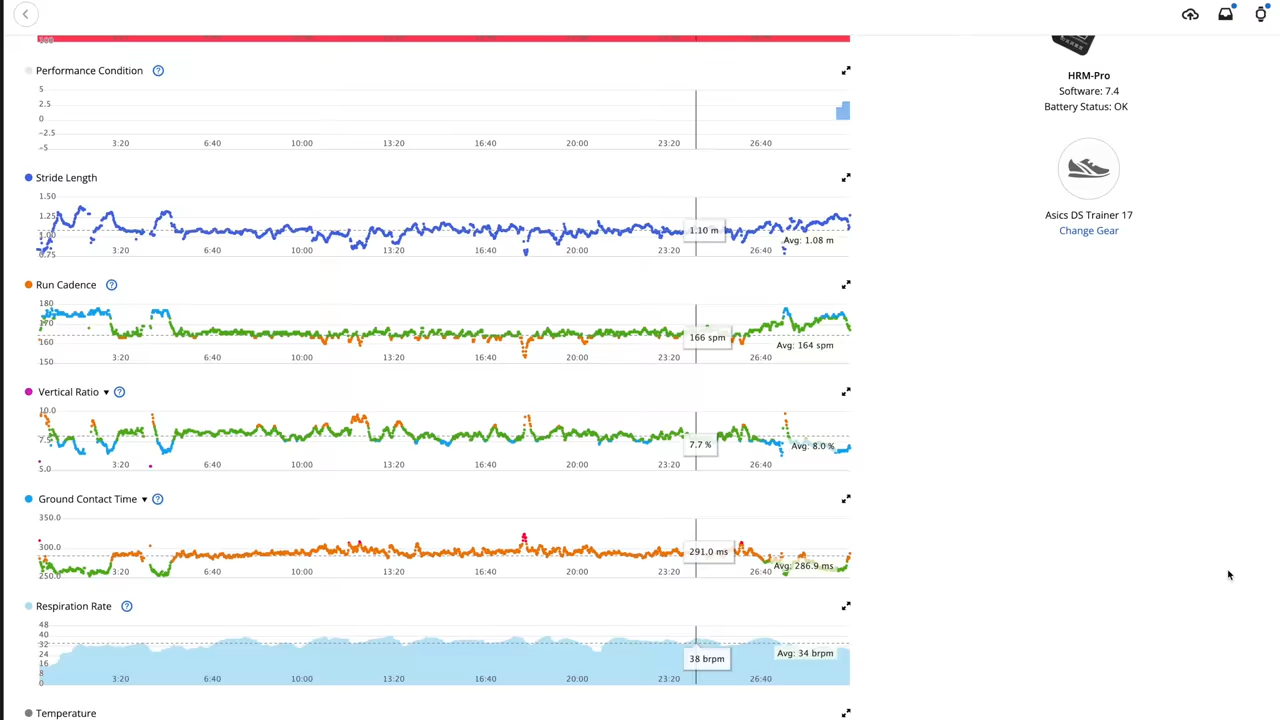 100
Performance Condition ?
5
2.5
0
−2.5
−5
3:20 6:40 10:00 13:20 16:40 20:00 23:20 26:40
Stride Length
1.50
1.25
1.00
0.75
1.10 m
Avg: 1.08 m
3:20 6:40 10:00 13:20 16:40 20:00 23:20 26:40
Run Cadence ?
180
170
150
166 spm
Avg: 164 spm
3:20 6:40 10:00 13:20 16:40 20:00 23:20 26:40
Vertical Ratio ▾ ?
10.0
7.5
5.0
7.7 %
Avg: 8.0 %
3:20 6:40 10:00 13:20 16:40 20:00 23:20 26:40
Ground Contact Time ▾ ?
350.0
300.0
250.0
291.0 ms
Avg: 286.9 ms
3:20 6:40 10:00 13:20 16:40 20:00 23:20 26:40
Respiration Rate ?
48
40
32
24
16
8
0
38 brpm
Avg: 34 brpm
3:20 6:40 10:00 13:20 16:40 20:00 23:20 26:40
Temperature
HRM-Pro
Software: 7.4
Battery Status: OK
Asics DS Trainer 17
Change Gear